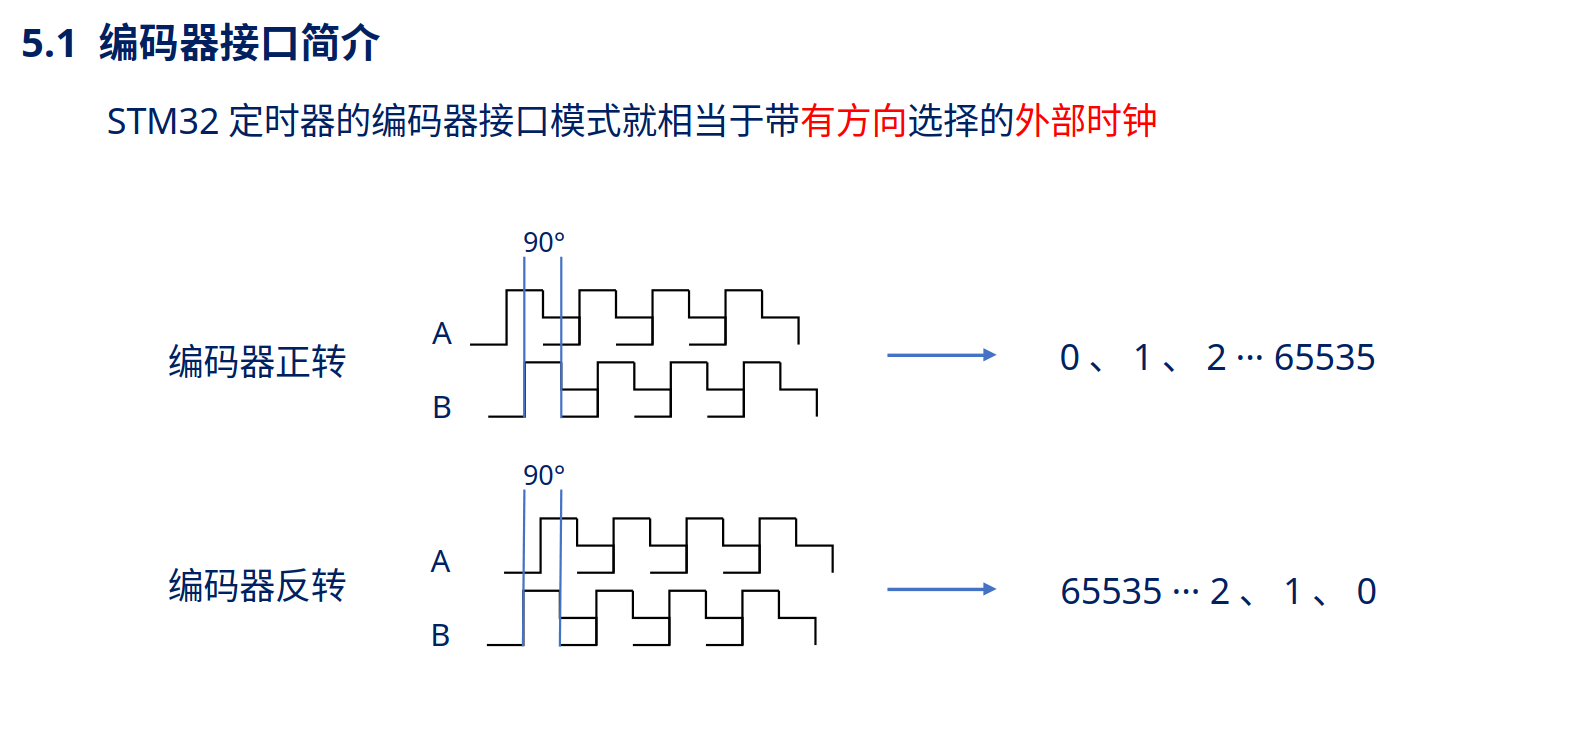 5.1 编码器接口简介
STM32 定时器的编码器接口模式就相当于带有方向选择的外部时钟
90°
A
编码器正转
0 、 1 、 2 ··· 65535
B
90°
A
编码器反转
65535 ··· 2 、 1 、 0
B